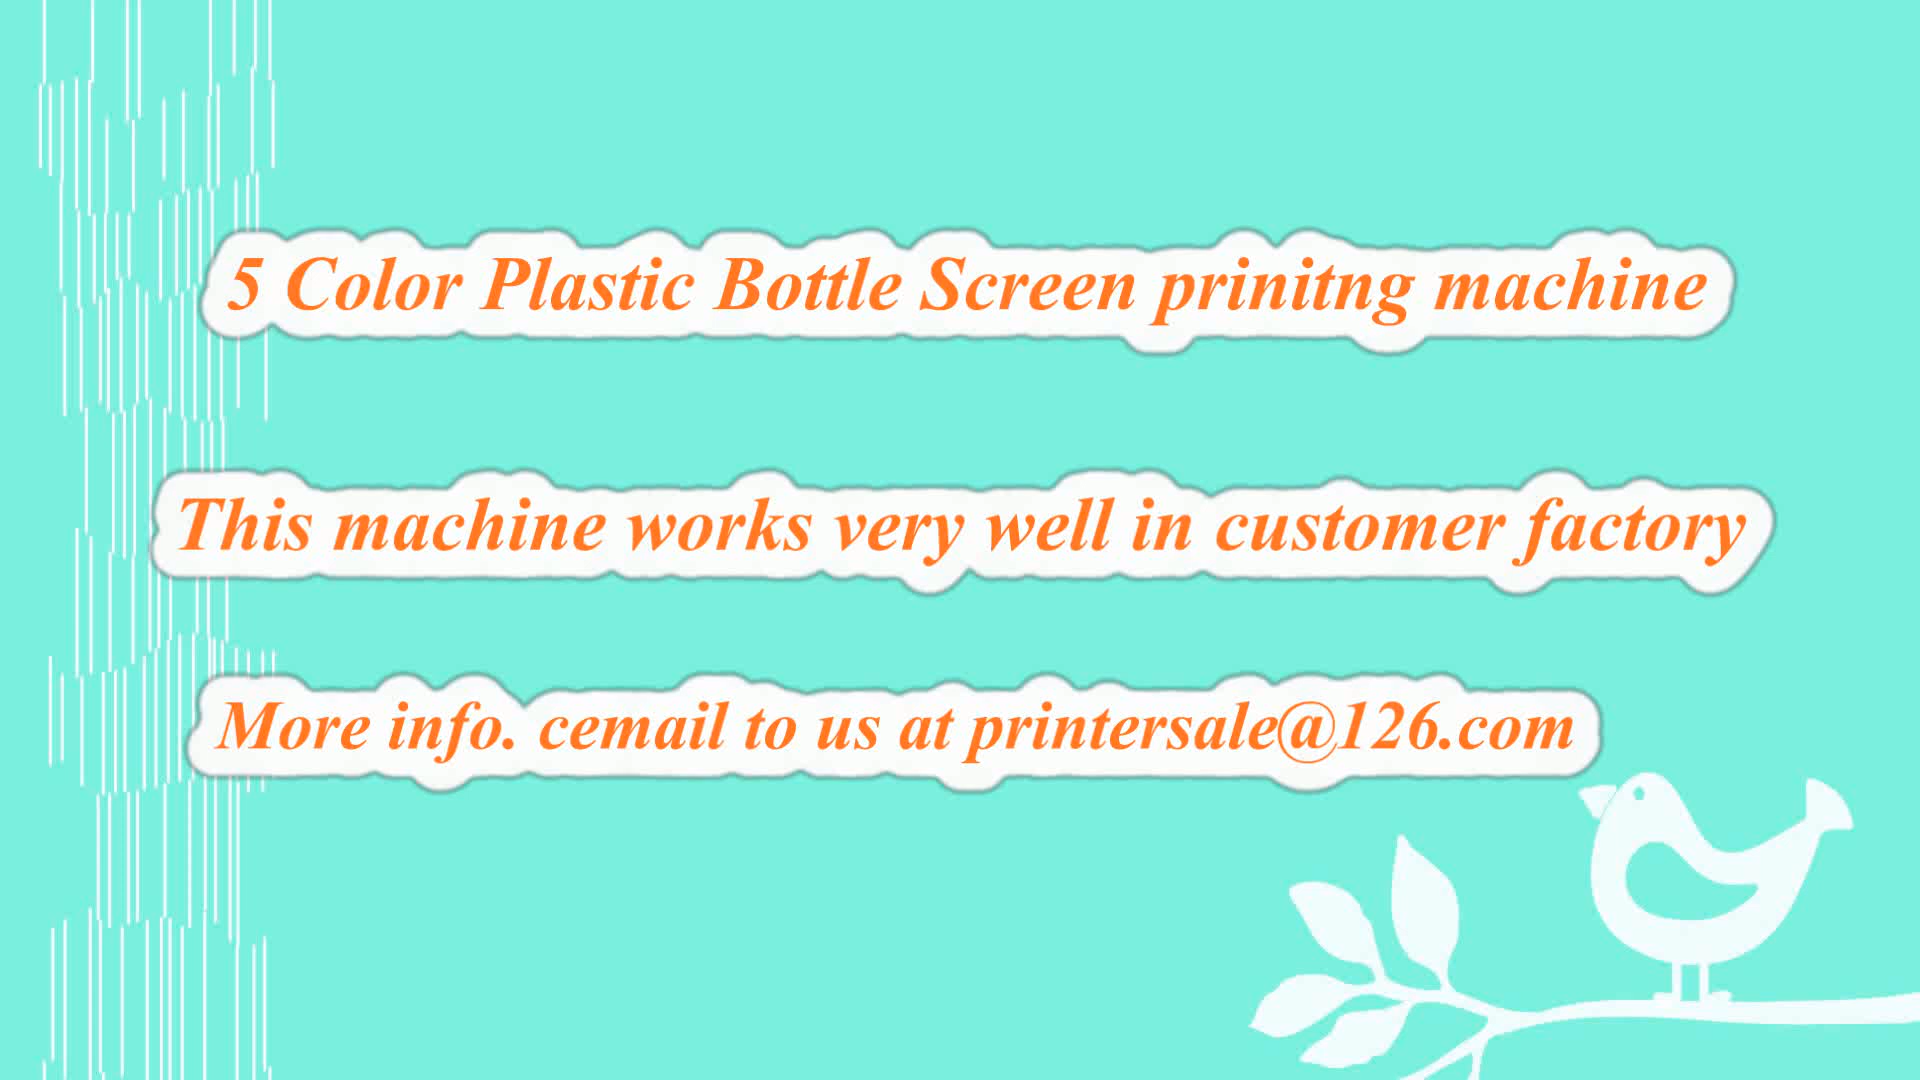 5 Color Plastic Bottle Screen prinitng machine
This machine works very well in customer factory
More info. cemail to us at printersale@126.com